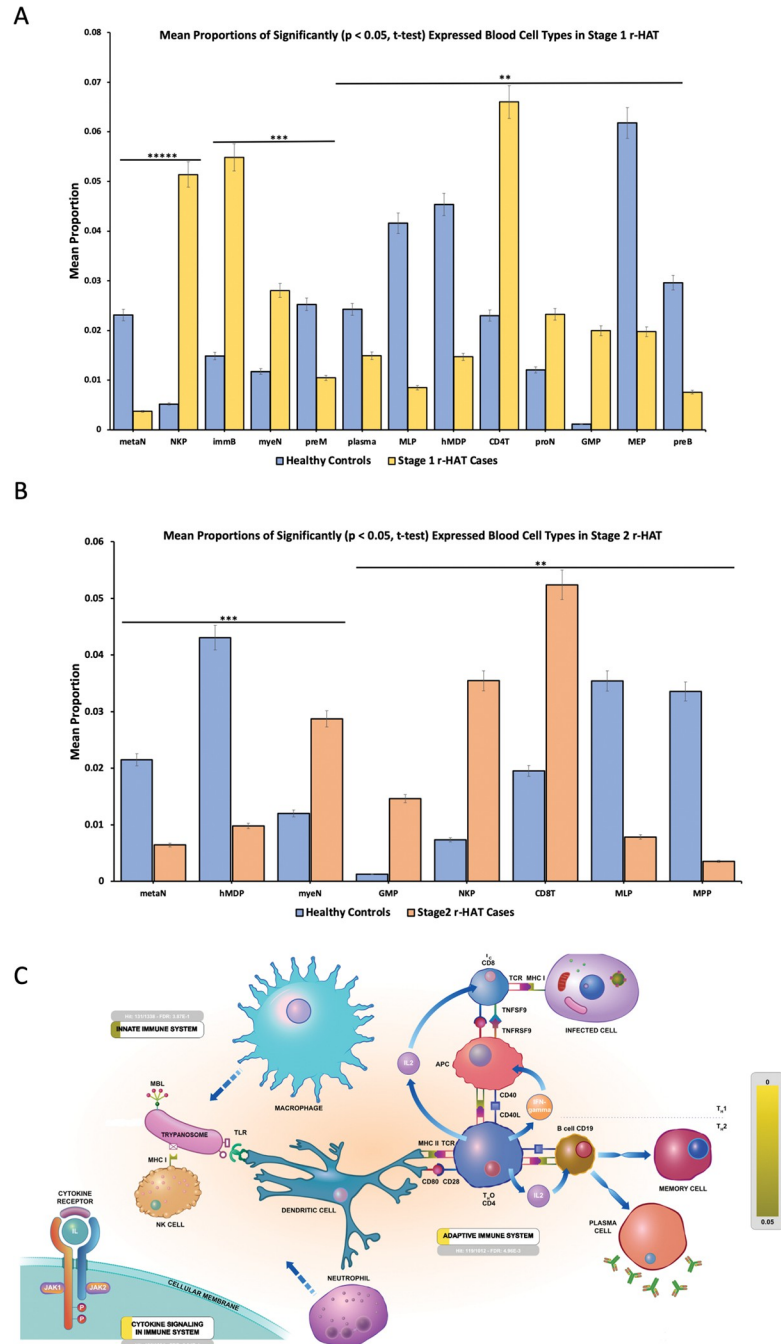 A
Mean Proportions of Significantly (p < 0.05, t-test) Expressed Blood Cell Types in Stage 1 r-HAT
0.08
0.07
0.06
0.05
0.04
0.03
0.02
0.01
0
Mean Proportion
*****
***
**
metaN NKP immB myeN preM plasma MLP hMDP CD4T proN GMP MEP preB
Healthy Controls Stage 1 r-HAT Cases
B
Mean Proportions of Significantly (p < 0.05, t-test) Expressed Blood Cell Types in Stage 2 r-HAT
0.06
0.05
0.04
0.03
0.02
0.01
0
Mean Proportion
***
**
metaN hMDP myeN GMP NKP CD8T MLP MPP
Healthy Controls Stage2 r-HAT Cases
C
INNATE IMMUNE SYSTEM
MACROPHAGE
MBL
TRYPANOSOME
TLR
MHC I
NK CELL
CYTOKINE
RECEPTOR
IL
JAK1
JAK2
P
P
CELLULAR MEMBRANE
CYTOKINE SIGNALING
IN IMMUNE SYSTEM
DENDRITIC CELL
NEUTROPHIL
MHC II TCR
CD80 CD28
CD8
TCR MHC I
INFECTED CELL
TNFSF9
TNFRSF9
APC
IL2
CD40
CD40L
IFN-
gamma
THO
CD4
IL2
B cell CD19
TH1
TH2
MEMORY CELL
PLASMA
CELL
ADAPTIVE IMMUNE SYSTEM
0
0.05